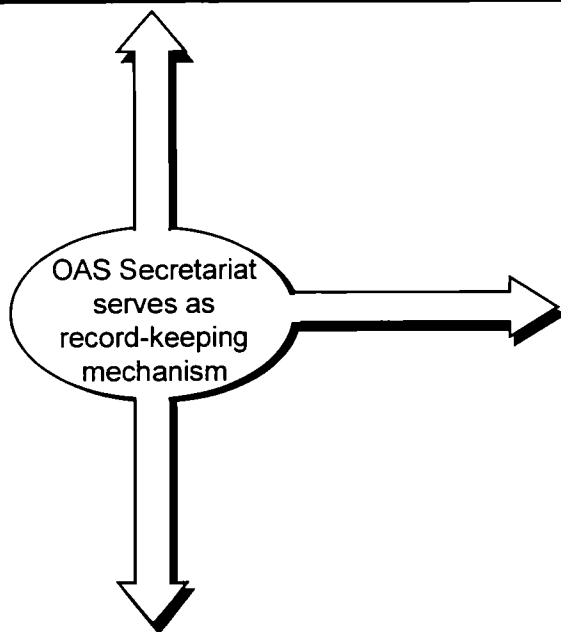 OAS Secretariat
serves as
record-keeping
mechanism